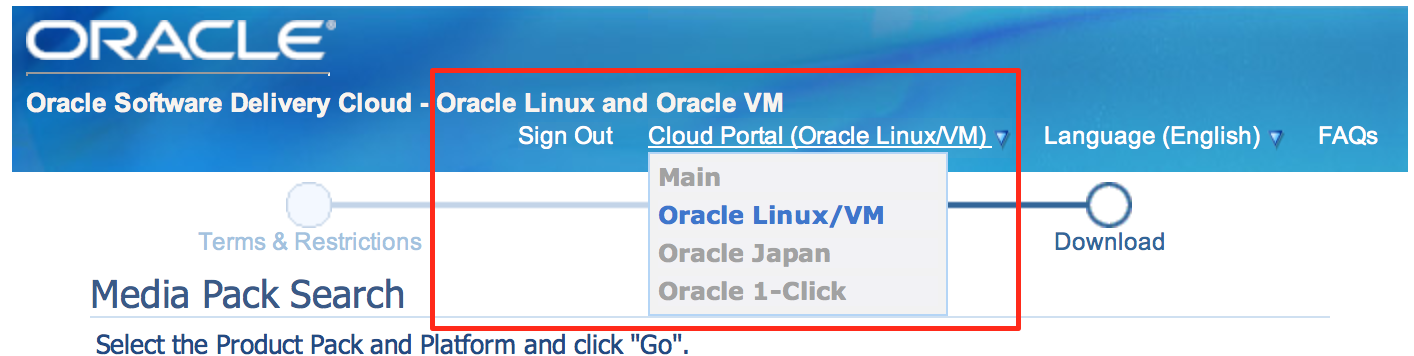 ORACLE®
Oracle Software Delivery Cloud - Oracle Linux and Oracle VM
Sign Out Cloud Portal (Oracle Linux/VM) Language (English) FAQs
Main
Oracle Linux/VM
Oracle Japan
Oracle 1-Click
Terms & Restrictions
Download
Media Pack Search
Select the Product Pack and Platform and click "Go".